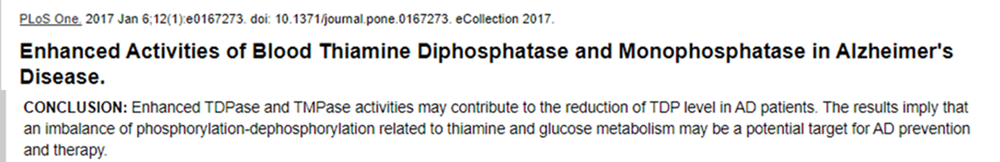 PLoS One. 2017 Jan 6;12(1):e0167273. doi: 10.1371/journal.pone.0167273. eCollection 2017.
Enhanced Activities of Blood Thiamine Diphosphatase and Monophosphatase in Alzheimer's
Disease.
CONCLUSION: Enhanced TDPase and TMPase activities may contribute to the reduction of TDP level in AD patients. The results imply that
an imbalance of phosphorylation-dephosphorylation related to thiamine and glucose metabolism may be a potential target for AD prevention
and therapy.